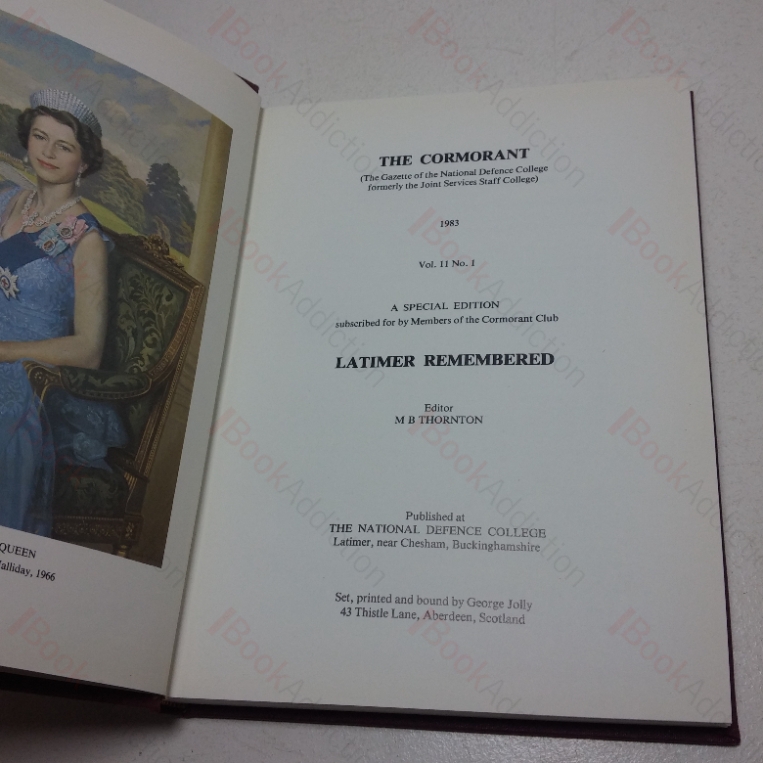 QUEEN
alliday, 1966
THE CORMORANT
(The Gazette of the National Defence College
formerly the Joint Services Staff College)
1983
Vol. 11 No. 1
A SPECIAL EDITION
subscribed for by Members of the Cormorant Club
LATIMER REMEMBERED
Editor
M B THORNTON
Published at
THE NATIONAL DEFENCE COLLEGE
Latimer, near Chesham, Buckinghamshire
Set, printed and bound by George Jolly
43 Thistle Lane, Aberdeen, Scotland
BookAddiction